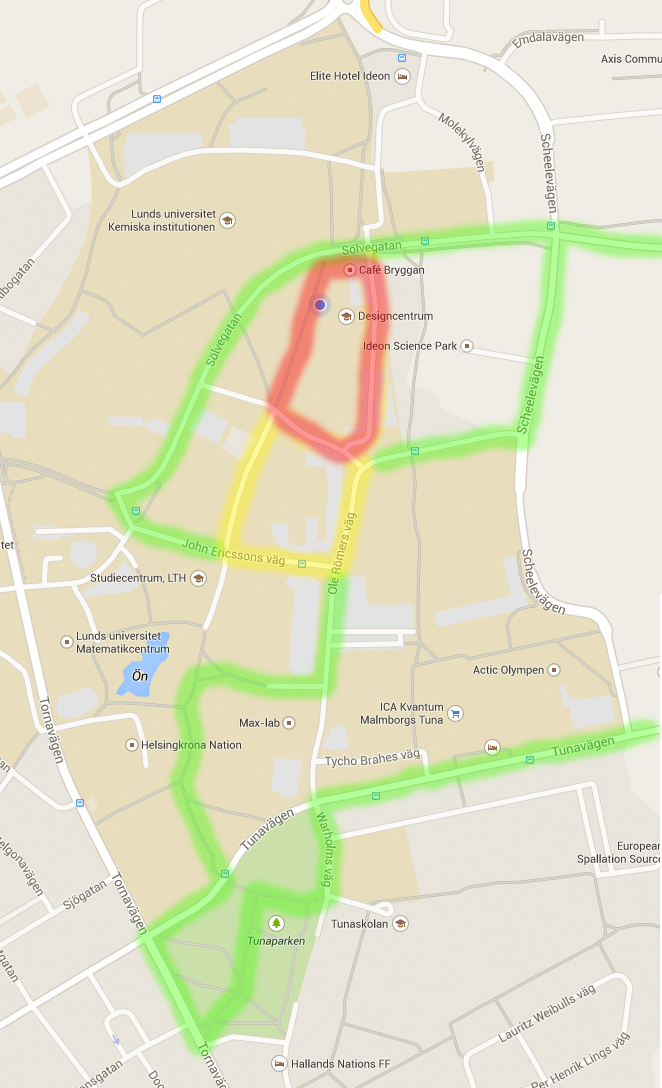 Emdalavägen
Axis Commu
Elite Hotel Ideon
Molekylvägen
Scheelevägen
Lunds universitet
Kemiska institutionen
Sölvegatan
Café Bryggan
Designcentrum
Ideon Science Park
Sölvegatan
Scheelevägen
Ole Römers väg
tet
John Ericssons väg
Studiecentrum, LTH
Scheelevägen
Lunds universitet
Matematikcentrum
Ön
Actic Olympen
ICA Kvantum
Malmborgs Tuna
Tornavägen
Max-lab
Helsingkrona Nation
Tunavägen
Tycho Brahes väg
Tunavägen
Warholms väg
European
Spallation Source
Sjögatan
Tornavägen
Tunaskolan
Tunaparken
Lauritz Weibulls väg
Per Henrik Lings väg
Hallands Nations FF